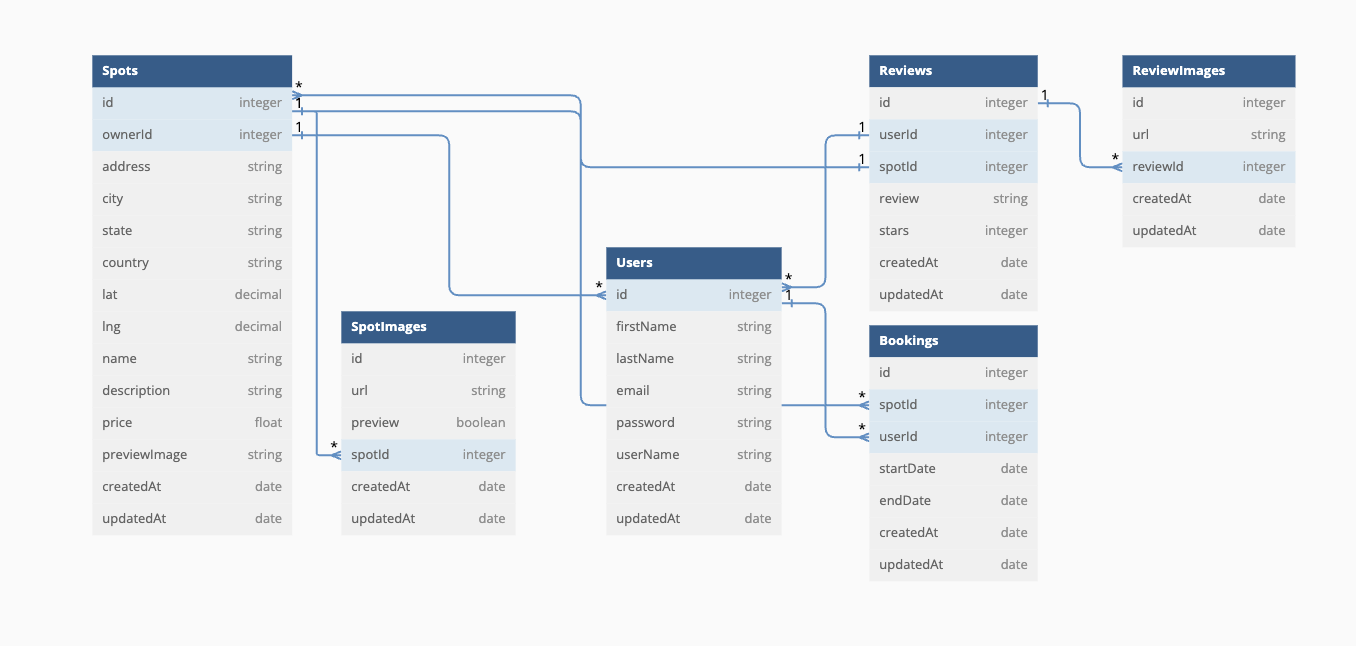 Spots
id integer
ownerId integer
address string
city string
state string
country string
lat decimal
lng decimal
name string
description string
price float
previewImage string
createdAt date
updatedAt date
* 
1
1
SpotImages
id integer
url string
preview boolean
* 
spotId integer
createdAt date
updatedAt date
Users
* 
id integer
* 
1
firstName string
lastName string
email string
password string
userName string
createdAt date
updatedAt date
Reviews
id integer
1
1
userId integer
1
spotId integer
review string
stars integer
createdAt date
updatedAt date
Bookings
id integer
* 
spotId integer
* 
userId integer
startDate date
endDate date
createdAt date
updatedAt date
ReviewImages
id integer
url string
* 
reviewId integer
createdAt date
updatedAt date